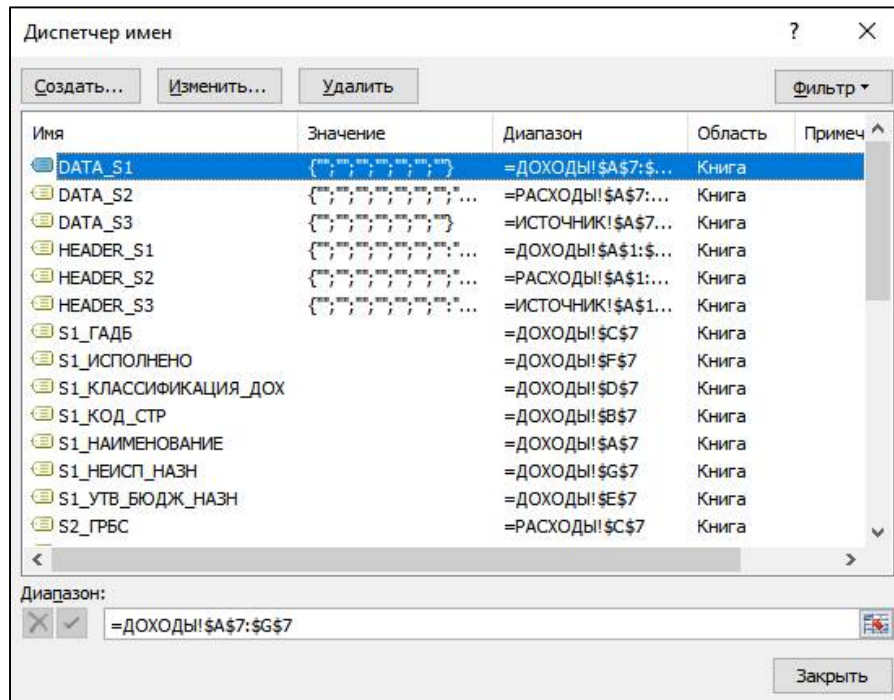 Диспетчер имен ?
Создать... Изменить... Удалить Фильтр
Имя Значение Диапазон Область Примеч
DATA_S1 {"";"";"";"";"";"";""} =ДОХОДЫ!$A$7:$... Книга
DATA_S2 {"";"";"";"";"";"";"";"... =РАСХОДЫ!$A$7:... Книга
DATA_S3 {"";"";"";"";"";"";""} =ИСТОЧНИК!$A$7... Книга
HEADER_S1 {"";"";"";"";"";"";"":"... =ДОХОДЫ!$A$1:$... Книга
HEADER_S2 {"";"";"";"";"";"";"";"... =РАСХОДЫ!$A$1:... Книга
HEADER_S3 {"";"";"";"";"";"";"":"... =ИСТОЧНИК!$A$1... Книга
S1_ГАДБ =ДОХОДЫ!$C$7 Книга
S1_ИСПОЛНЕНО =ДОХОДЫ!$F$7 Книга
S1_КЛАССИФИКАЦИЯ_ДОХ =ДОХОДЫ!$D$7 Книга
S1_КОД_СТР =ДОХОДЫ!$B$7 Книга
S1_НАИМЕНОВАНИЕ =ДОХОДЫ!$A$7 Книга
S1_НЕИСП_НАЗН =ДОХОДЫ!$G$7 Книга
S1_УТВ_БЮДЖ_НАЗН =ДОХОДЫ!$E$7 Книга
S2_ГРБС =РАСХОДЫ!$C$7 Книга
Диапазон:
=ДОХОДЫ!$A$7:$G$7
Закрыть